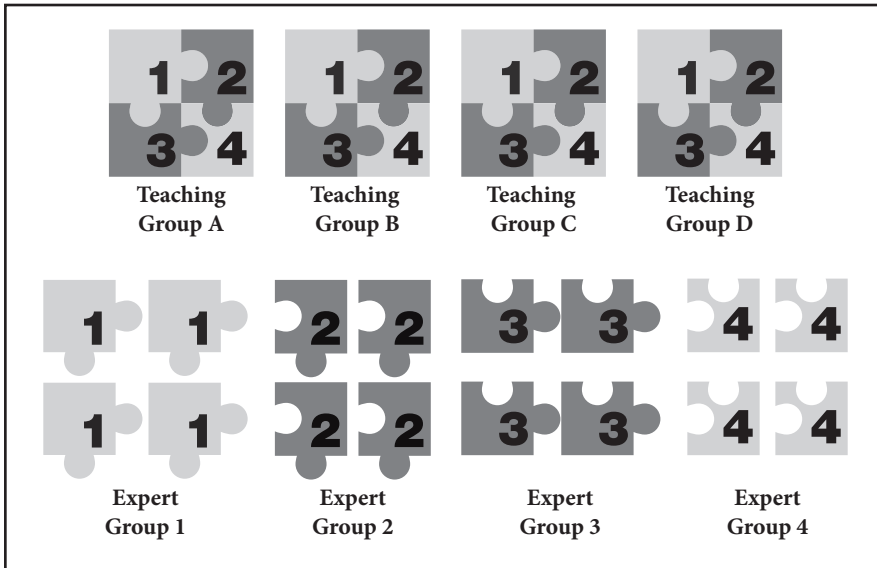 1 2 1 2 1 2 1 2
3 4 3 4 3 4 3 4
Teaching Teaching Teaching Teaching
Group A Group B Group C Group D
1 1 2 2 3 3 4 4
1 1 2 2 3 3 4 4
Expert Expert Expert Expert
Group 1 Group 2 Group 3 Group 4